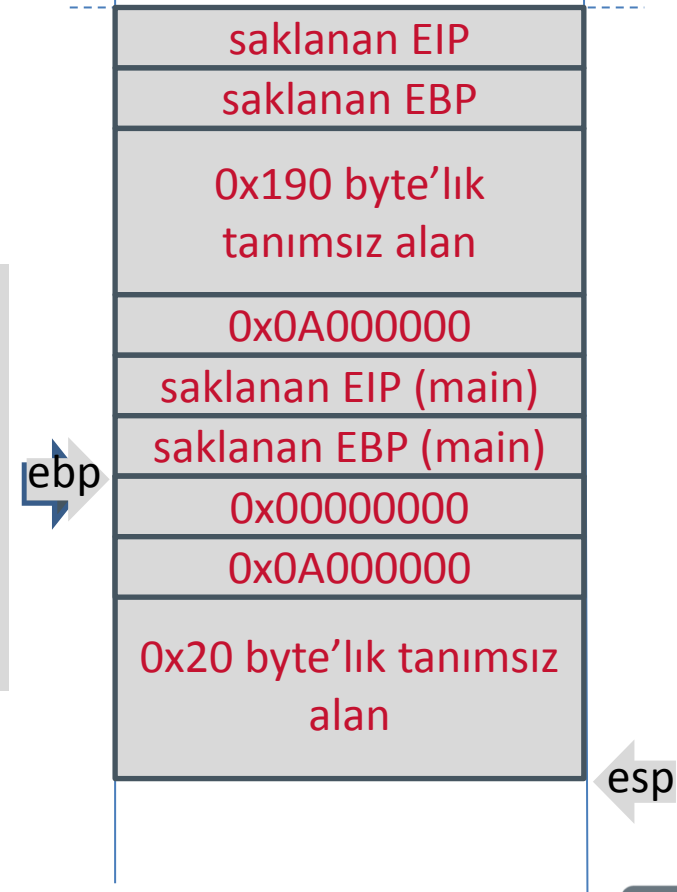 saklanan EIP
saklanan EBP
0x190 byte’lık
tanımsız alan
0x0A000000
saklanan EIP (main)
saklanan EBP (main)
ebp
0x00000000
0x0A000000
0x20 byte’lık tanımsız
alan
esp